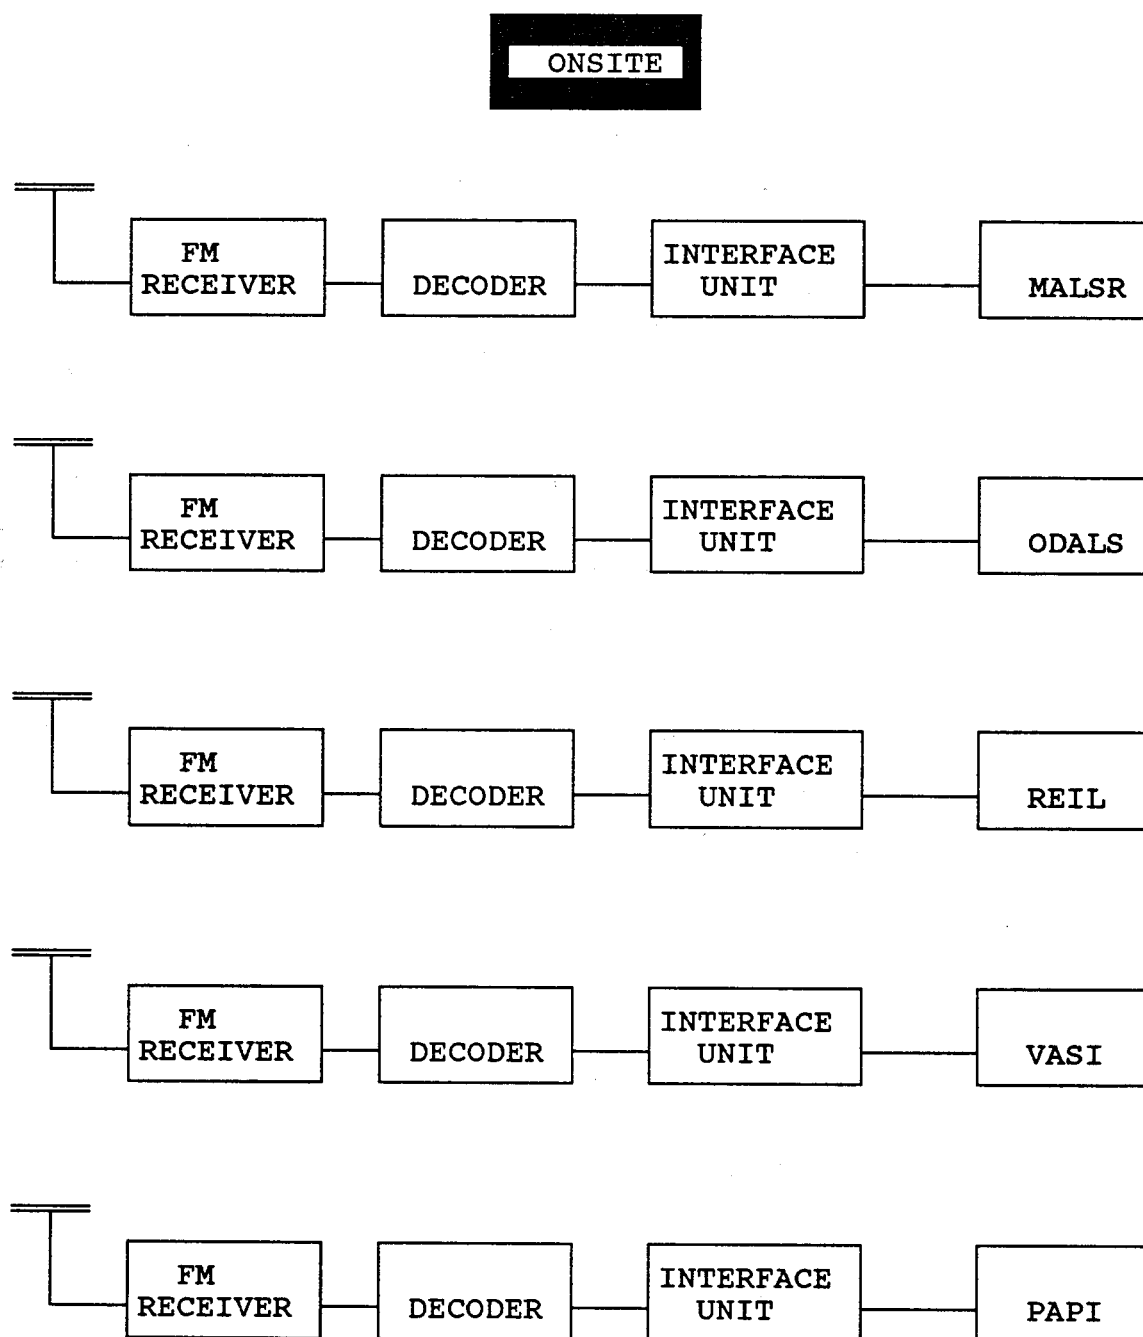 ONSITE
FM
RECEIVER
DECODER
INTERFACE
UNIT
MALSR
FM
RECEIVER
DECODER
INTERFACE
UNIT
ODALS
FM
RECEIVER
DECODER
INTERFACE
UNIT
REIL
FM
RECEIVER
DECODER
INTERFACE
UNIT
VASI
FM
RECEIVER
DECODER
INTERFACE
UNIT
PAPI